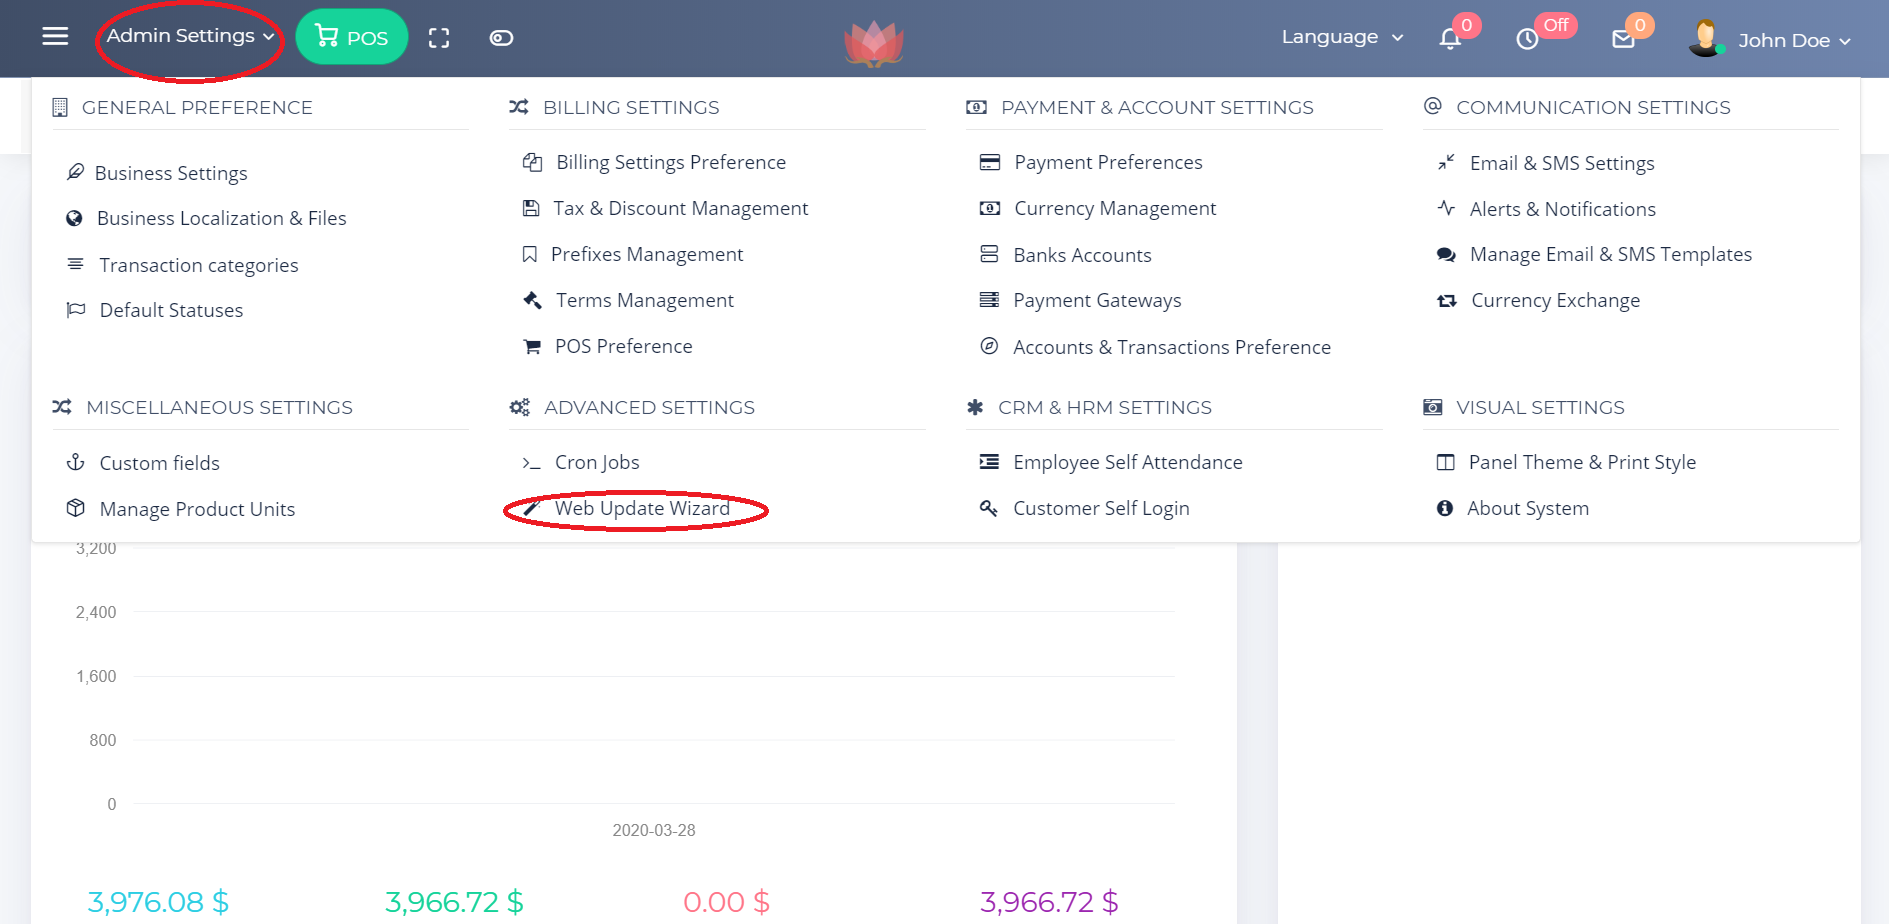 Admin Settings
POS
Language
0
Off
0
John Doe
GENERAL PREFERENCE
Business Settings
Business Localization & Files
Transaction categories
Default Statuses
BILLING SETTINGS
Billing Settings Preference
Tax & Discount Management
Prefixes Management
Terms Management
POS Preference
PAYMENT & ACCOUNT SETTINGS
Payment Preferences
Currency Management
Banks Accounts
Payment Gateways
Accounts & Transactions Preference
COMMUNICATION SETTINGS
Email & SMS Settings
Alerts & Notifications
Manage Email & SMS Templates
Currency Exchange
MISCELLANEOUS SETTINGS
Custom fields
Manage Product Units
ADVANCED SETTINGS
Cron Jobs
Web Update Wizard
CRM & HRM SETTINGS
Employee Self Attendance
Customer Self Login
VISUAL SETTINGS
Panel Theme & Print Style
About System
3,200
2,400
1,600
800
0
2020-03-28
3,976.08 $
3,966.72 $
0.00 $
3,966.72 $